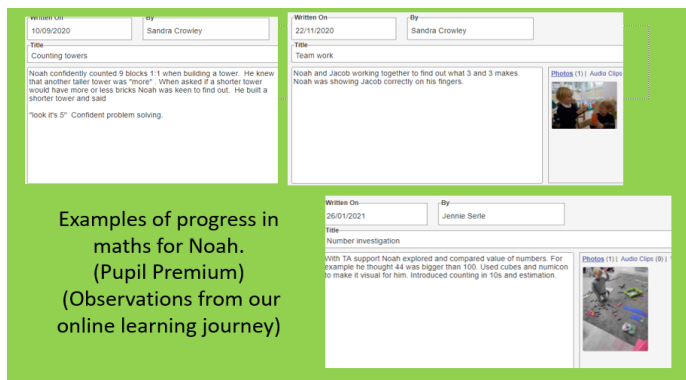 Written On
By
10/09/2020
Sandra Crowley
Title
Counting towers
Noah confidently counted 9 blocks 1:1 when building a tower. He knew
that another taller tower was "more" . When asked if a shorter tower
would have more or less bricks Noah was keen to find out. He built a
shorter tower and said
"look it's 5" Confident problem solving.
Written On
By
22/11/2020
Sandra Crowley
Title
Team work
Noah and Jacob working together to find out what 3 and 3 makes.
Noah was showing Jacob correctly on his fingers.
Photos (1) | Audio Clips
Written On
By
26/01/2021
Jennie Serle
Title
Number investigation
With TA support Noah explored and compared value of numbers. For
example he thought 44 was bigger than 100. Used cubes and numicon
to make it visual for him. Introduced counting in 10s and estimation.
Photos (1) | Audio Clips (0) |
Examples of progress in
maths for Noah.
(Pupil Premium)
(Observations from our
online learning journey)